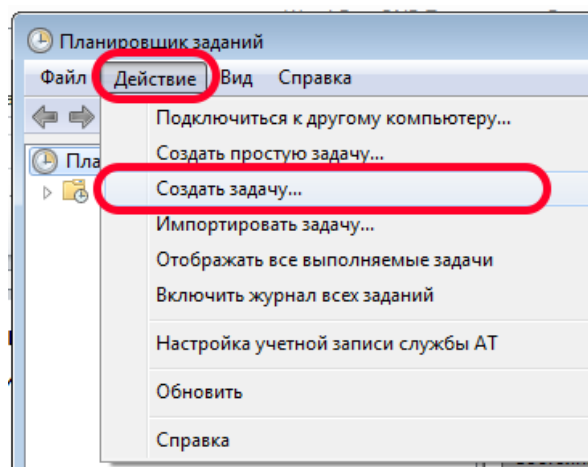 Планировщик заданий
Файл Действие Вид Справка
Подключиться к другому компьютеру...
Пла
Создать простую задачу...
Создать задачу...
Импортировать задачу...
Отображать все выполняемые задачи
Включить журнал всех заданий
Настройка учетной записи службы AT
Обновить
Справка